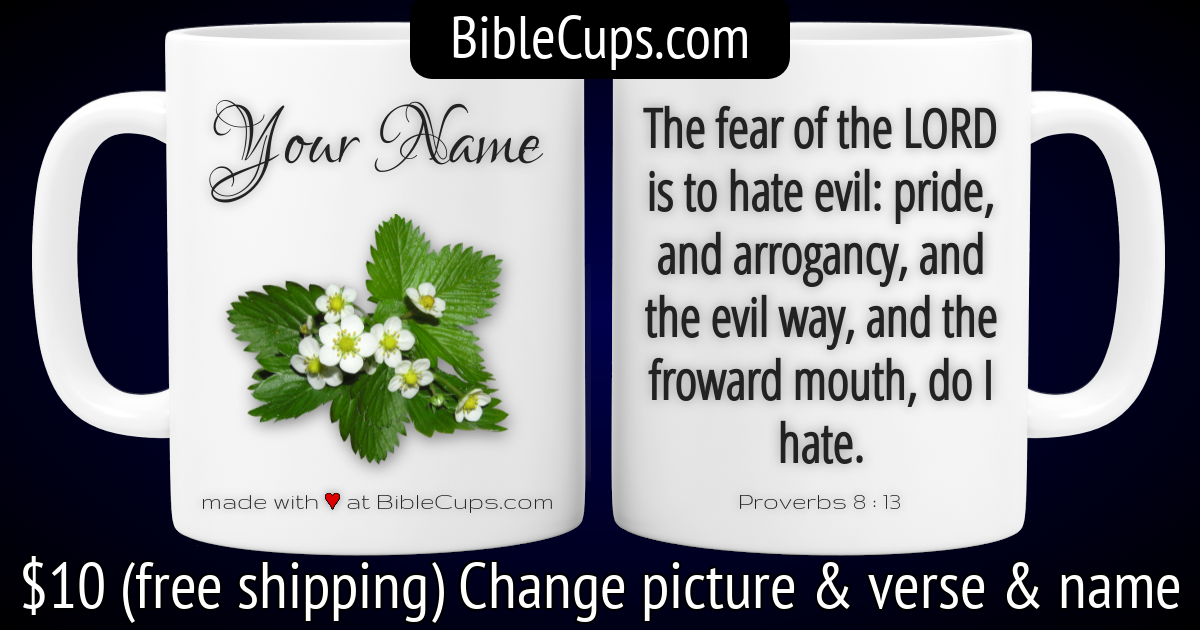 BibleCups.com
Your Name
made with ♥ at BibleCups.com
The fear of the LORD
is to hate evil: pride,
and arrogancy, and
the evil way, and the
froward mouth, do I
hate.
Proverbs 8 : 13
$10 (free shipping) Change picture & verse & name